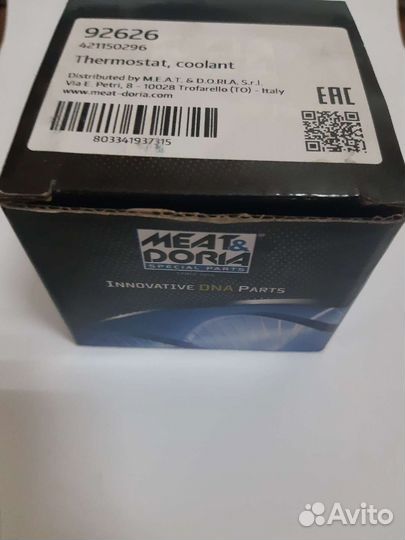 92626
421150296
Thermostat, coolant
Distributed by M.E.A.T. & D.O.R.I.A. S.r.l.
Via E. Petri, 8 - 10028 Trofarello (TO) - Italy
www.meat-doria.com
EAC
803341937315
MEAT&
DORIA
SPECIAL PARTS
INNOVATIVE DNA PARTS
Avito